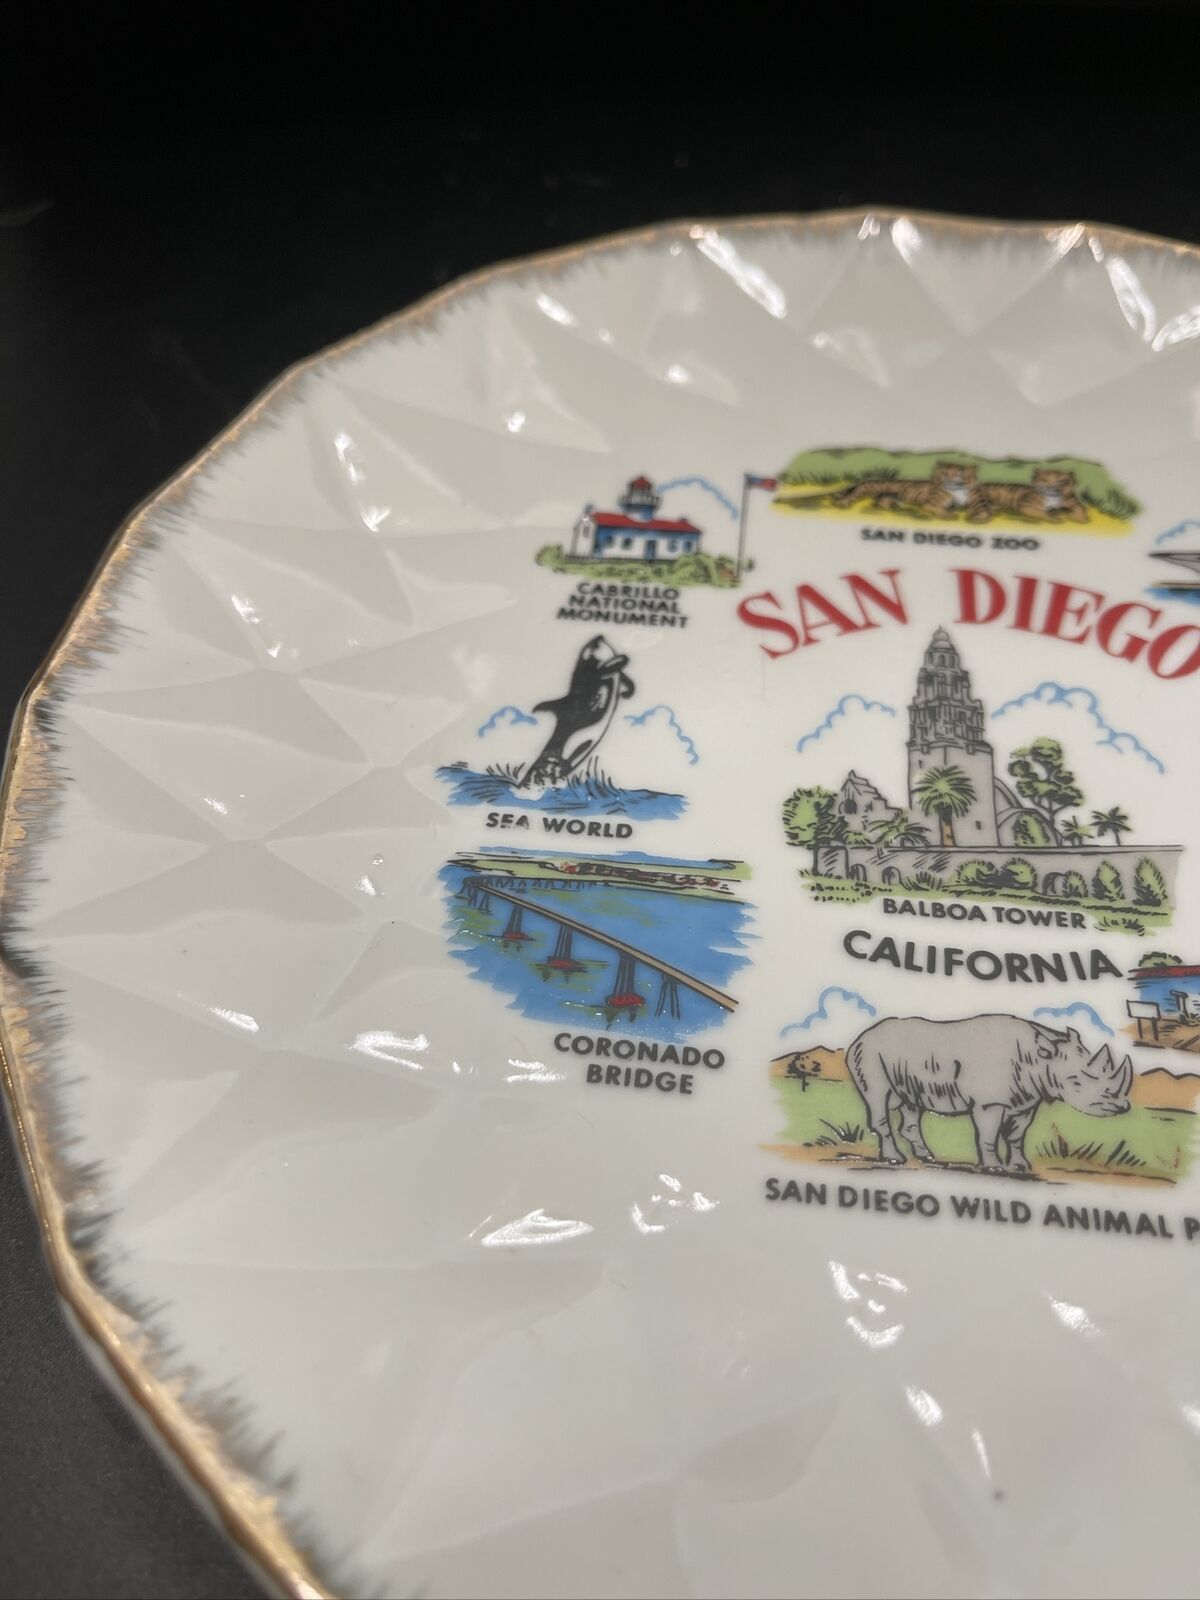 SAN DIEGO ZOO
CABRILLO
NATIONAL
MONUMENT
SAN DIEGO
SEA WORLD
BALBOA TOWER
CALIFORNIA
CORONADO
BRIDGE
SAN DIEGO WILD ANIMAL P